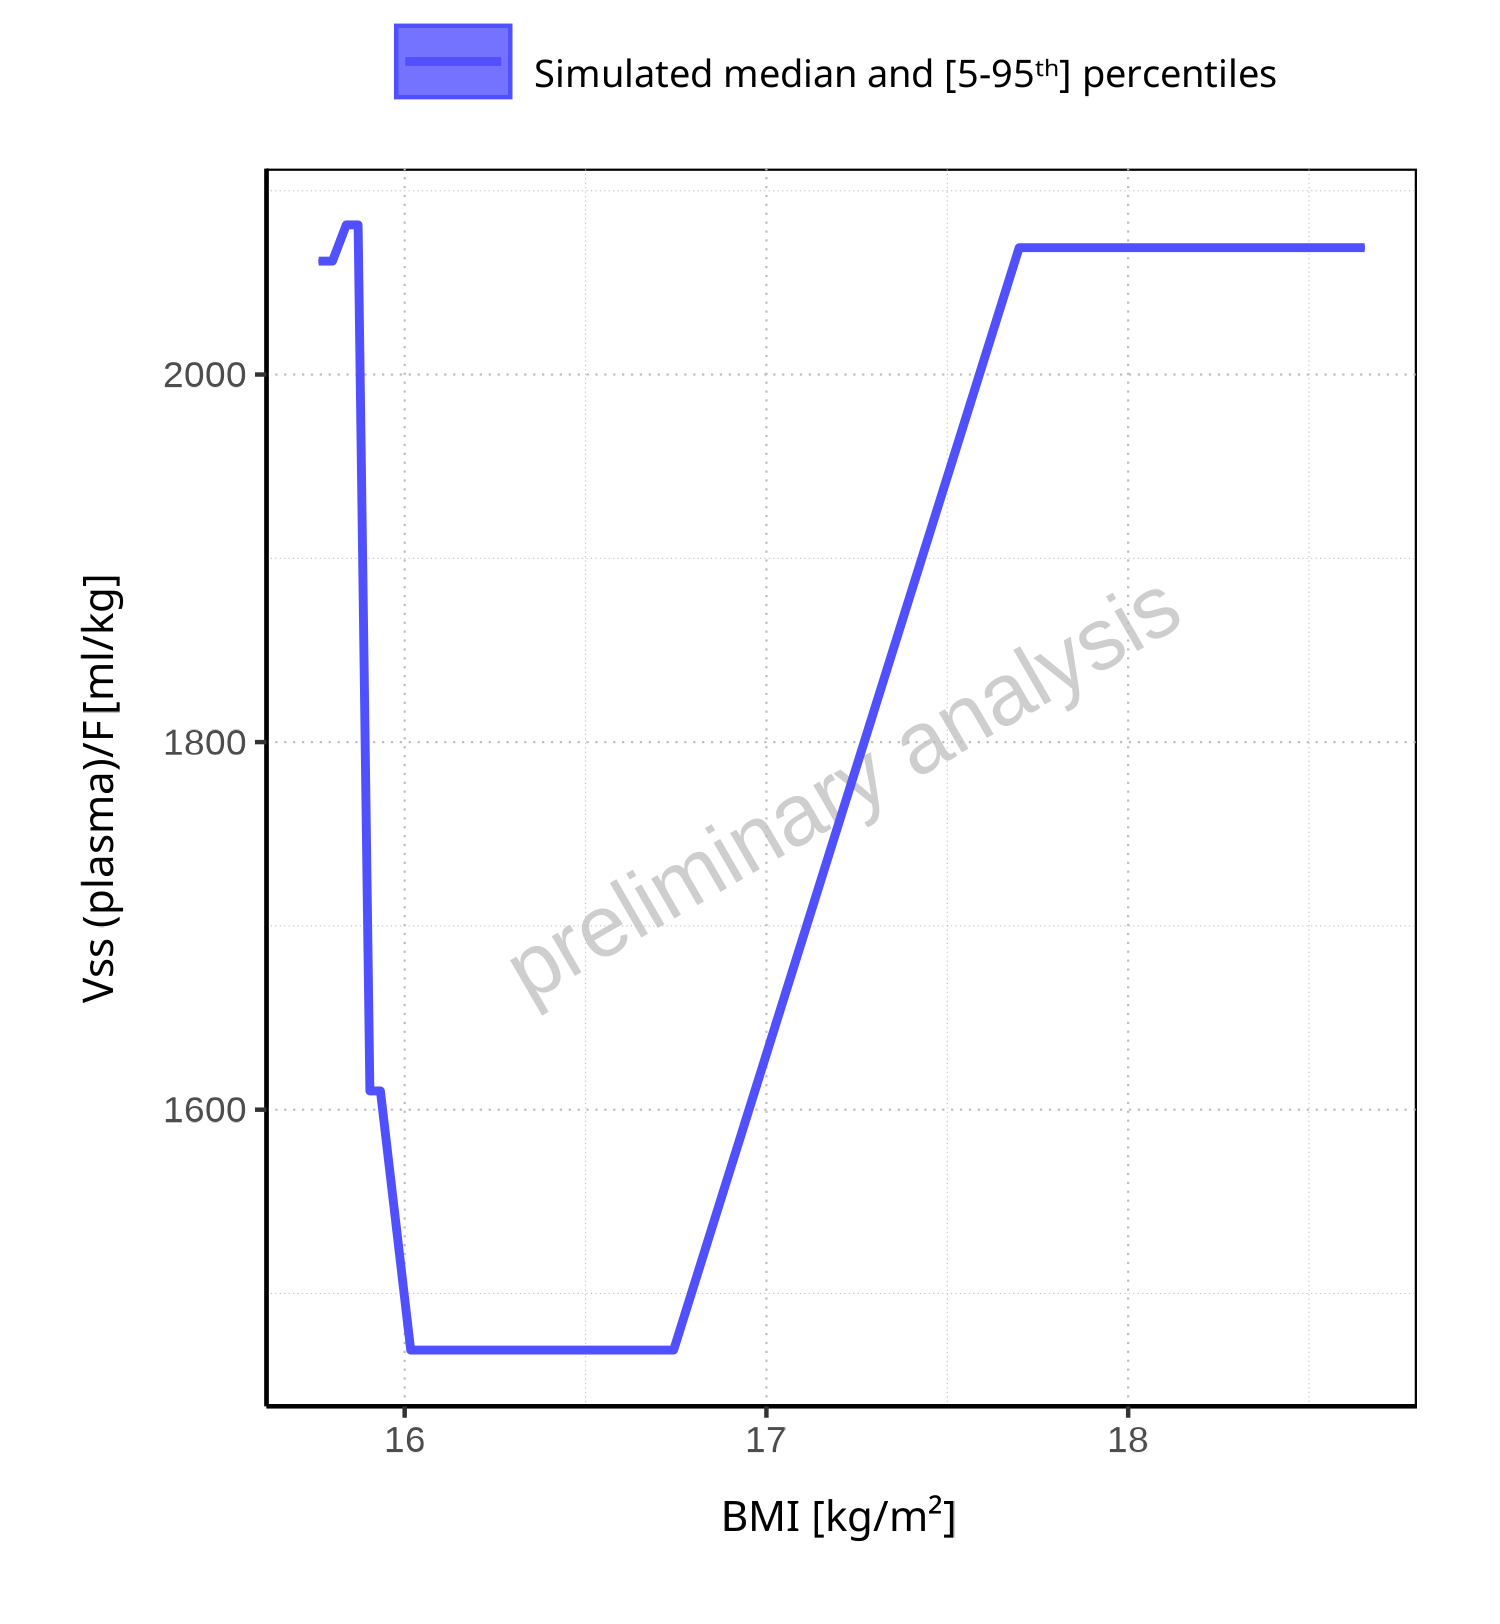 Simulated median and [5-95ᵗʰ] percentiles
2000
1800
1600
Vss (plasma)/F [ml/kg]
preliminary analysis
16 17 18
BMI [kg/m²]